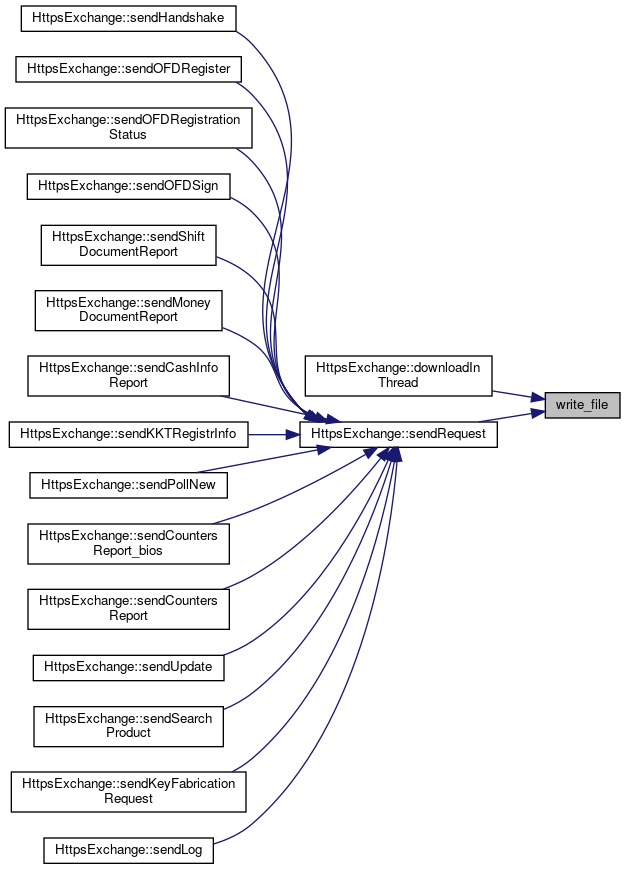 HttpsExchange::sendHandshake
HttpsExchange::sendOFDRegister
HttpsExchange::sendOFDRegistration
Status
HttpsExchange::sendOFDSign
HttpsExchange::sendShift
DocumentReport
HttpsExchange::sendMoney
DocumentReport
HttpsExchange::sendCashInfo
Report
HttpsExchange::sendKKTRegistrInfo
HttpsExchange::sendPollNew
HttpsExchange::sendCounters
Report_bios
HttpsExchange::sendCounters
Report
HttpsExchange::sendUpdate
HttpsExchange::sendSearch
Product
HttpsExchange::sendKeyFabrication
Request
HttpsExchange::sendLog
HttpsExchange::downloadIn
Thread
HttpsExchange::sendRequest
write_file